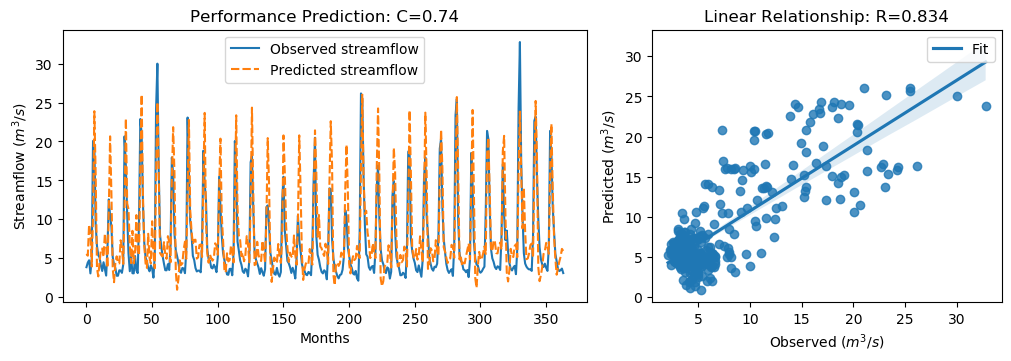 Performance Prediction: C=0.74
Observed streamflow
Predicted streamflow
Streamflow (m³/s)
30
25
20
15
10
5
0
0 50 100 150 200 250 300 350
Months
Linear Relationship: R=0.834
Fit
Predicted (m³/s)
30
25
20
15
10
5
0
5 10 15 20 25 30
Observed (m³/s)